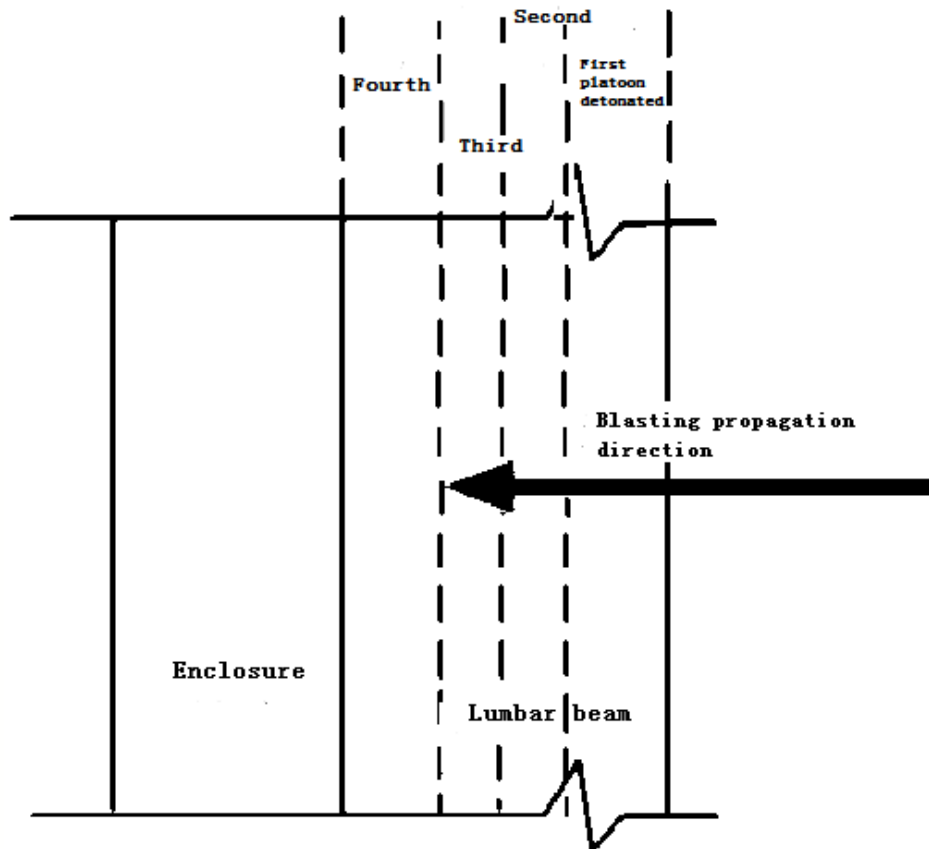 Second
First
platoon
detonated
Fourth
Third
Blasting propagation
direction
Enclosure
Lumbar beam